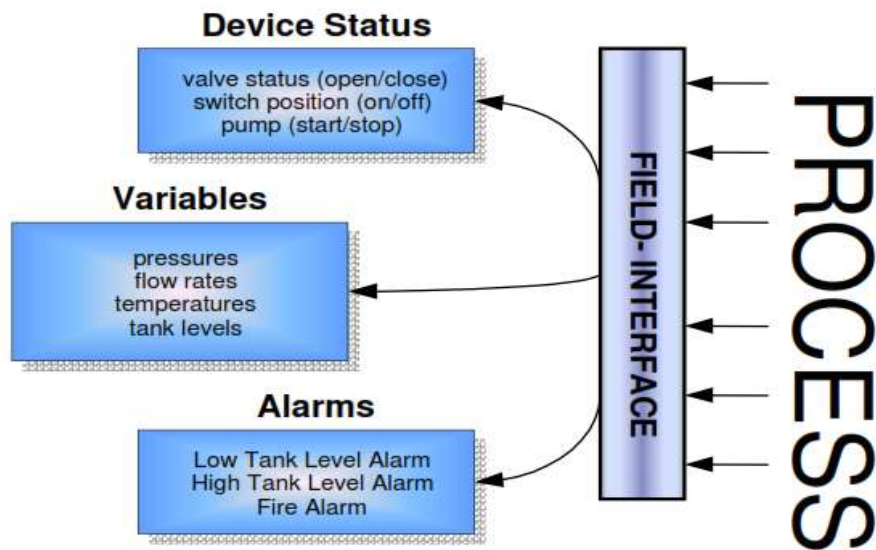 Device Status
valve status (open/close)
switch position (on/off)
pump (start/stop)
Variables
pressures
flow rates
temperatures
tank levels
Alarms
Low Tank Level Alarm
High Tank Level Alarm
Fire Alarm
FIELD- INTERFACE
PROCESS